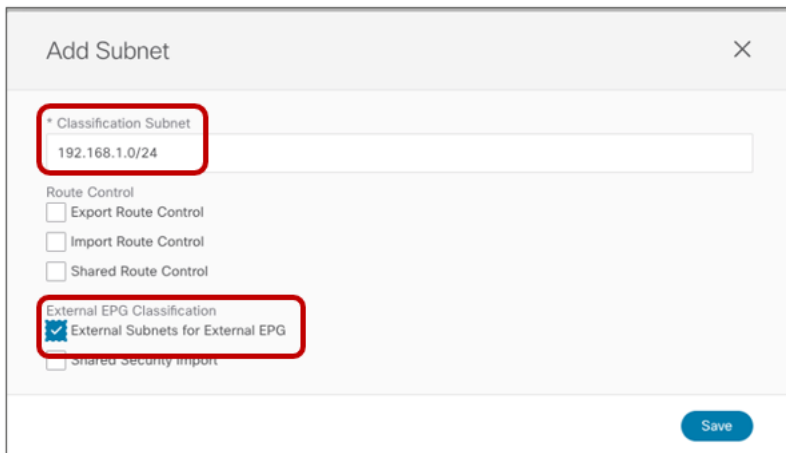 Add Subnet
* Classification Subnet
192.168.1.0/24
Route Control
Export Route Control
Import Route Control
Shared Route Control
External EPG Classification
External Subnets for External EPG
Shared Security Import
Save